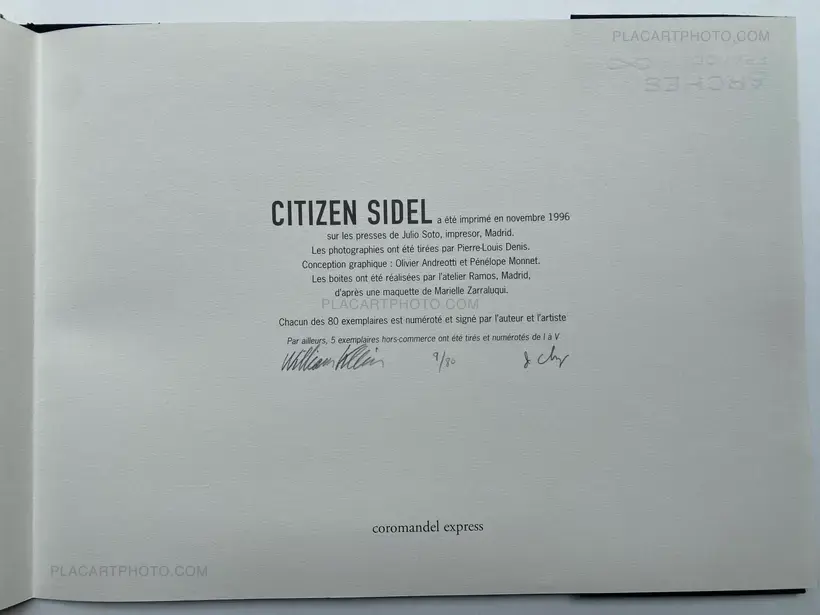 PLACARTPHOTO.COM
ARCHES
CITIZEN SIDEL a été imprimé en novembre 1996
sur les presses de Julio Soto, impresor, Madrid.
Les photographies ont été tirées par Pierre-Louis Denis.
Conception graphique : Olivier Andreotti et Pénélope Monnet.
Les boites ont été réalisées par l'atelier Ramos, Madrid,
d'après une maquette de Marielle Zarraluqui.
PLACARTPHOTO.COM
Chacun des 80 exemplaires est numéroté et signé par l'auteur et l'artiste
Par ailleurs, 5 exemplaires hors-commerce ont été tirés et numérotés de I à V
William Klein 9/80
coromandel express
PLACARTPHOTO.COM